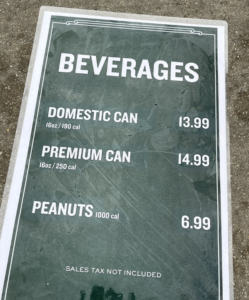 BEVERAGES
DOMESTIC CAN 13.99
16oz / 190 cal
PREMIUM CAN 14.99
16oz / 250 cal
PEANUTS 1000 cal 6.99
SALES TAX NOT INCLUDED